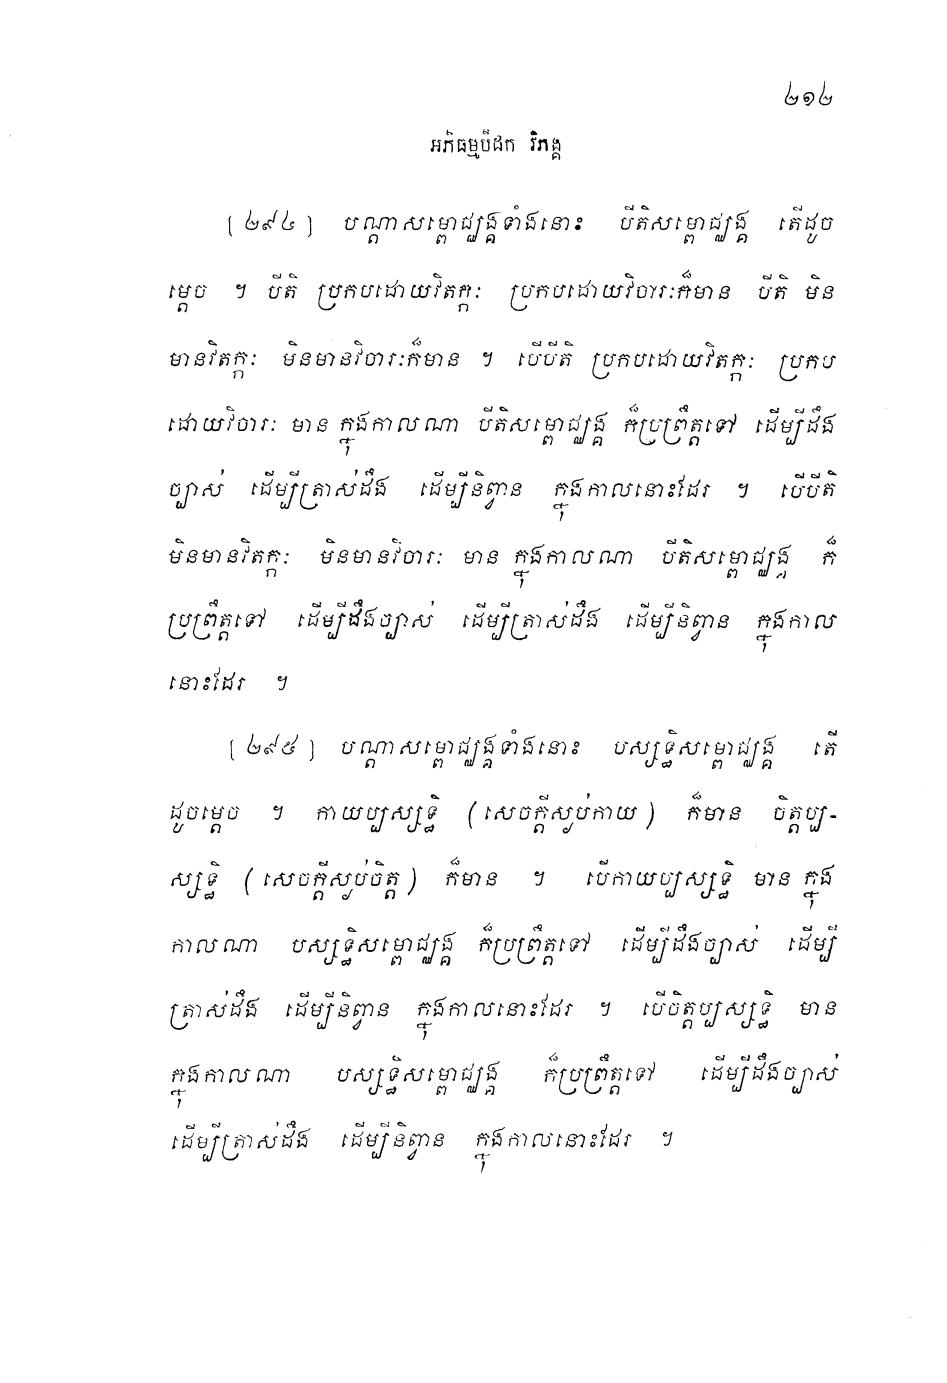 ២១២
អភិធម្មបិដក វិភង្គ
[២៩៤] បណ្ដាសម្ពោជ្ឈង្គទាំងនោះ បីតិសម្ពោជ្ឈង្គ តើដូច
ម្ដេច ។ បីតិ ប្រកបដោយវិតក្កៈ ប្រកបដោយវិចារៈក៏មាន បីតិ មិន
មានវិតក្កៈ មិនមានវិចារៈក៏មាន ។ បើបីតិ ប្រកបដោយវិតក្កៈ ប្រកប
ដោយវិចារៈ មាន ក្នុងកាលណា បីតិសម្ពោជ្ឈង្គ ក៏ប្រព្រឹត្តទៅ ដើម្បីដឹង
ច្បាស់ ដើម្បីត្រាស់ដឹង ដើម្បីនិព្វាន ក្នុងកាលនោះដែរ ។ បើបីតិ
មិនមានវិតក្កៈ មិនមានវិចារៈ មាន ក្នុងកាលណា បីតិសម្ពោជ្ឈង្គ ក៏
ប្រព្រឹត្តទៅ ដើម្បីដឹងច្បាស់ ដើម្បីត្រាស់ដឹង ដើម្បីនិព្វាន ក្នុងកាល
នោះដែរ ។
[២៩៥] បណ្ដាសម្ពោជ្ឈង្គទាំងនោះ បស្សទ្ធិសម្ពោជ្ឈង្គ តើ
ដូចម្ដេច ។ កាយប្បស្សទ្ធិ (សេចក្ដីស្ងប់កាយ) ក៏មាន ចិត្តប្ប-
ស្សទ្ធិ (សេចក្ដីស្ងប់ចិត្ត) ក៏មាន ។ បើកាយប្បស្សទ្ធិ មាន ក្នុង
កាលណា បស្សទ្ធិសម្ពោជ្ឈង្គ ក៏ប្រព្រឹត្តទៅ ដើម្បីដឹងច្បាស់ ដើម្បី
ត្រាស់ដឹង ដើម្បីនិព្វាន ក្នុងកាលនោះដែរ ។ បើចិត្តប្បស្សទ្ធិ មាន
ក្នុងកាលណា បស្សទ្ធិសម្ពោជ្ឈង្គ ក៏ប្រព្រឹត្តទៅ ដើម្បីដឹងច្បាស់
ដើម្បីត្រាស់ដឹង ដើម្បីនិព្វាន ក្នុងកាលនោះដែរ ។